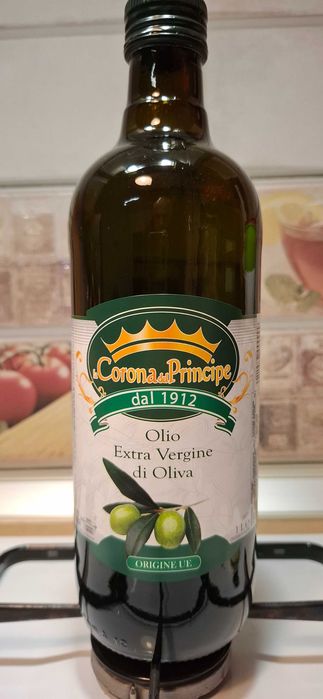 la Corona del Principe
dal 1912
Olio
Extra Vergine
di Oliva
ORIGINE UE